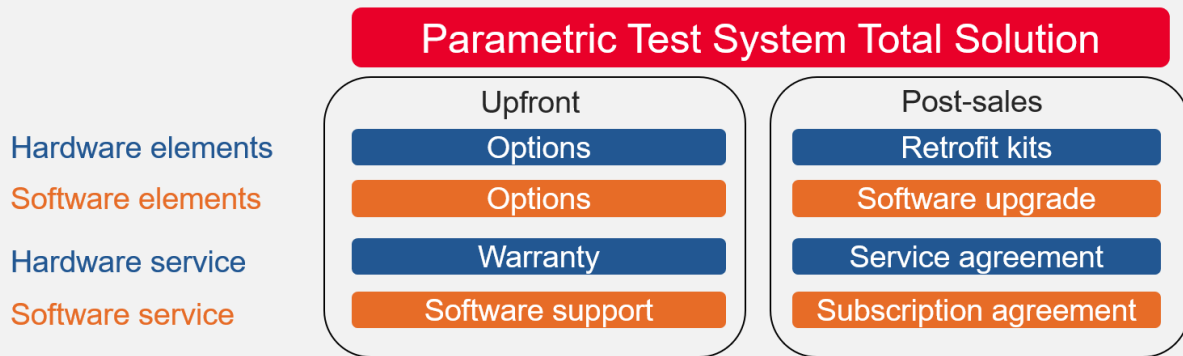 Parametric Test System Total Solution
Upfront
Post-sales
Hardware elements
Options
Retrofit kits
Software elements
Options
Software upgrade
Hardware service
Warranty
Service agreement
Software service
Software support
Subscription agreement